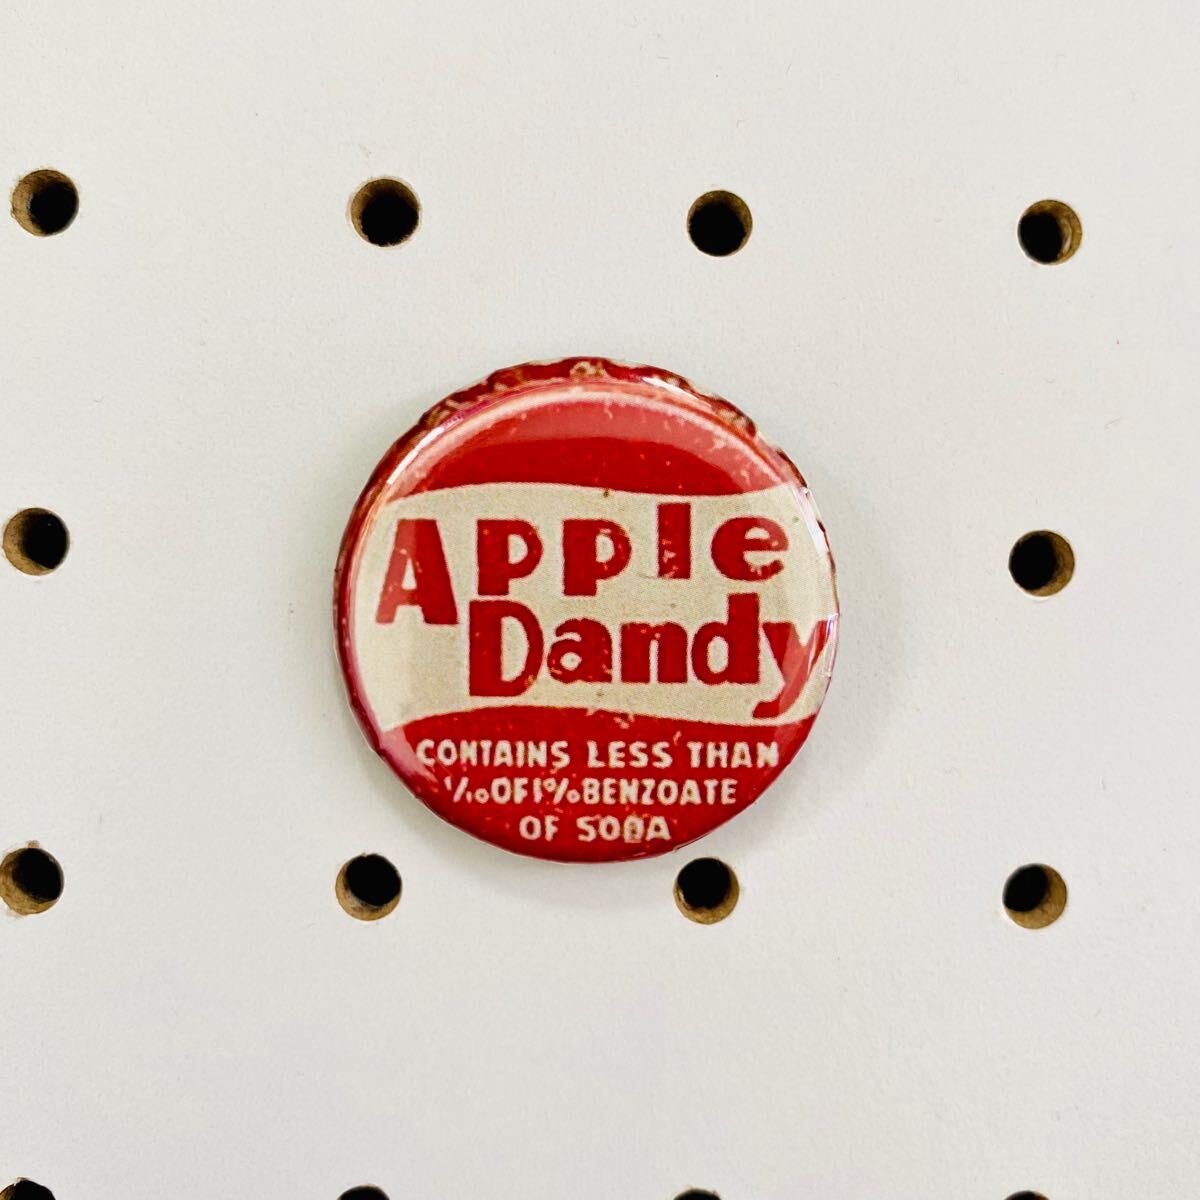 Apple
Dandy
CONTAINS LESS THAN
1/10 OF 1% BENZOATE
OF SODA